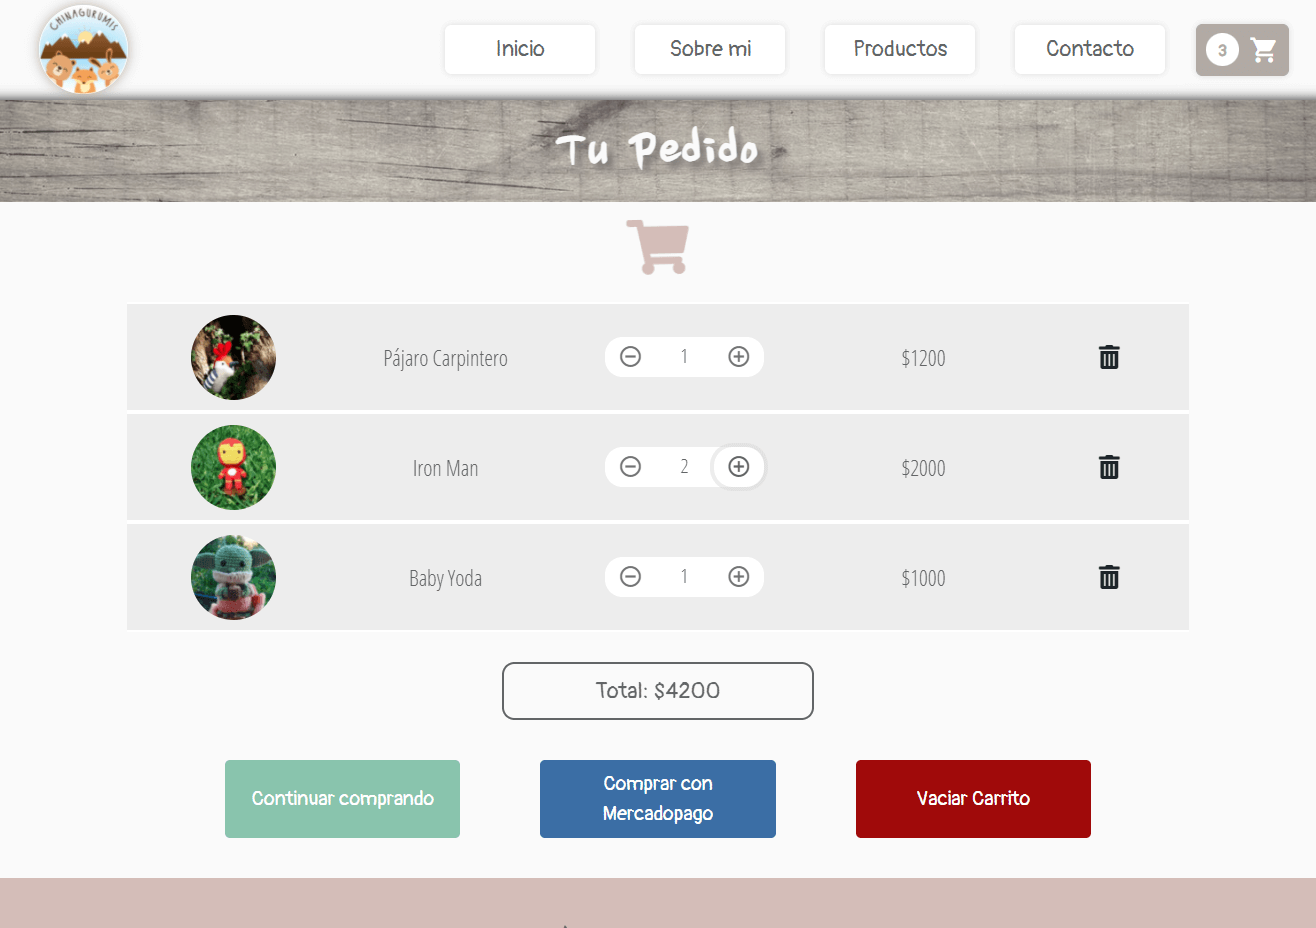 CHINAGURUMIS
Inicio
Sobre mi
Productos
Contacto
3
Tu Pedido
Pájaro Carpintero
1
$1200
Iron Man
2
$2000
Baby Yoda
1
$1000
Total: $4200
Continuar comprando
Comprar con
Mercadopago
Vaciar Carrito